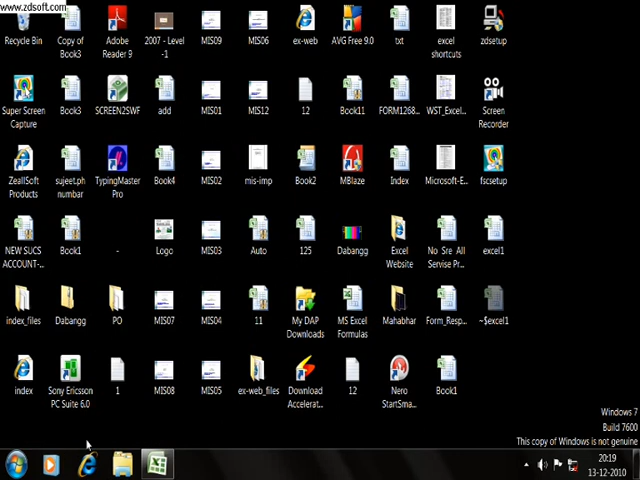 www.zdsoft.com
Recycle Bin
Copy of
Book3
Adobe
Reader 9
2007 - Level
-1
MIS09
MIS06
ex-web
AVG Free 9.0
txt
excel
shortcuts
zdsetup
Super Screen
Capture
Book3
SCREEN2SWF
add
MIS01
MIS12
12
Book11
FORM1268...
WST_Excel...
Screen
Recorder
ZeallSoft
Products
sujeet.ph
numbar
TypingMaster
Pro
Book4
MIS02
mis-imp
Book2
MBlaze
Index
Microsoft-E...
fscsetup
NEW SUCS
ACCOUNT-...
Book1
-
Logo
MIS03
Auto
125
Dabangg
Excel
Website
No Sre All
Servise Pr...
excel1
index_files
Dabangg
PO
MIS07
MIS04
11
My DAP
Downloads
MS Excel
Formulas
Mahabhar
Form_Resp...
~$excel1
index
Sony Ericsson
PC Suite 6.0
1
MIS08
MIS05
ex-web_files
Download
Accelerat...
12
Nero
StartSma...
Book1
Windows 7
Build 7600
This copy of Windows is not genuine
20:19
13-12-2010